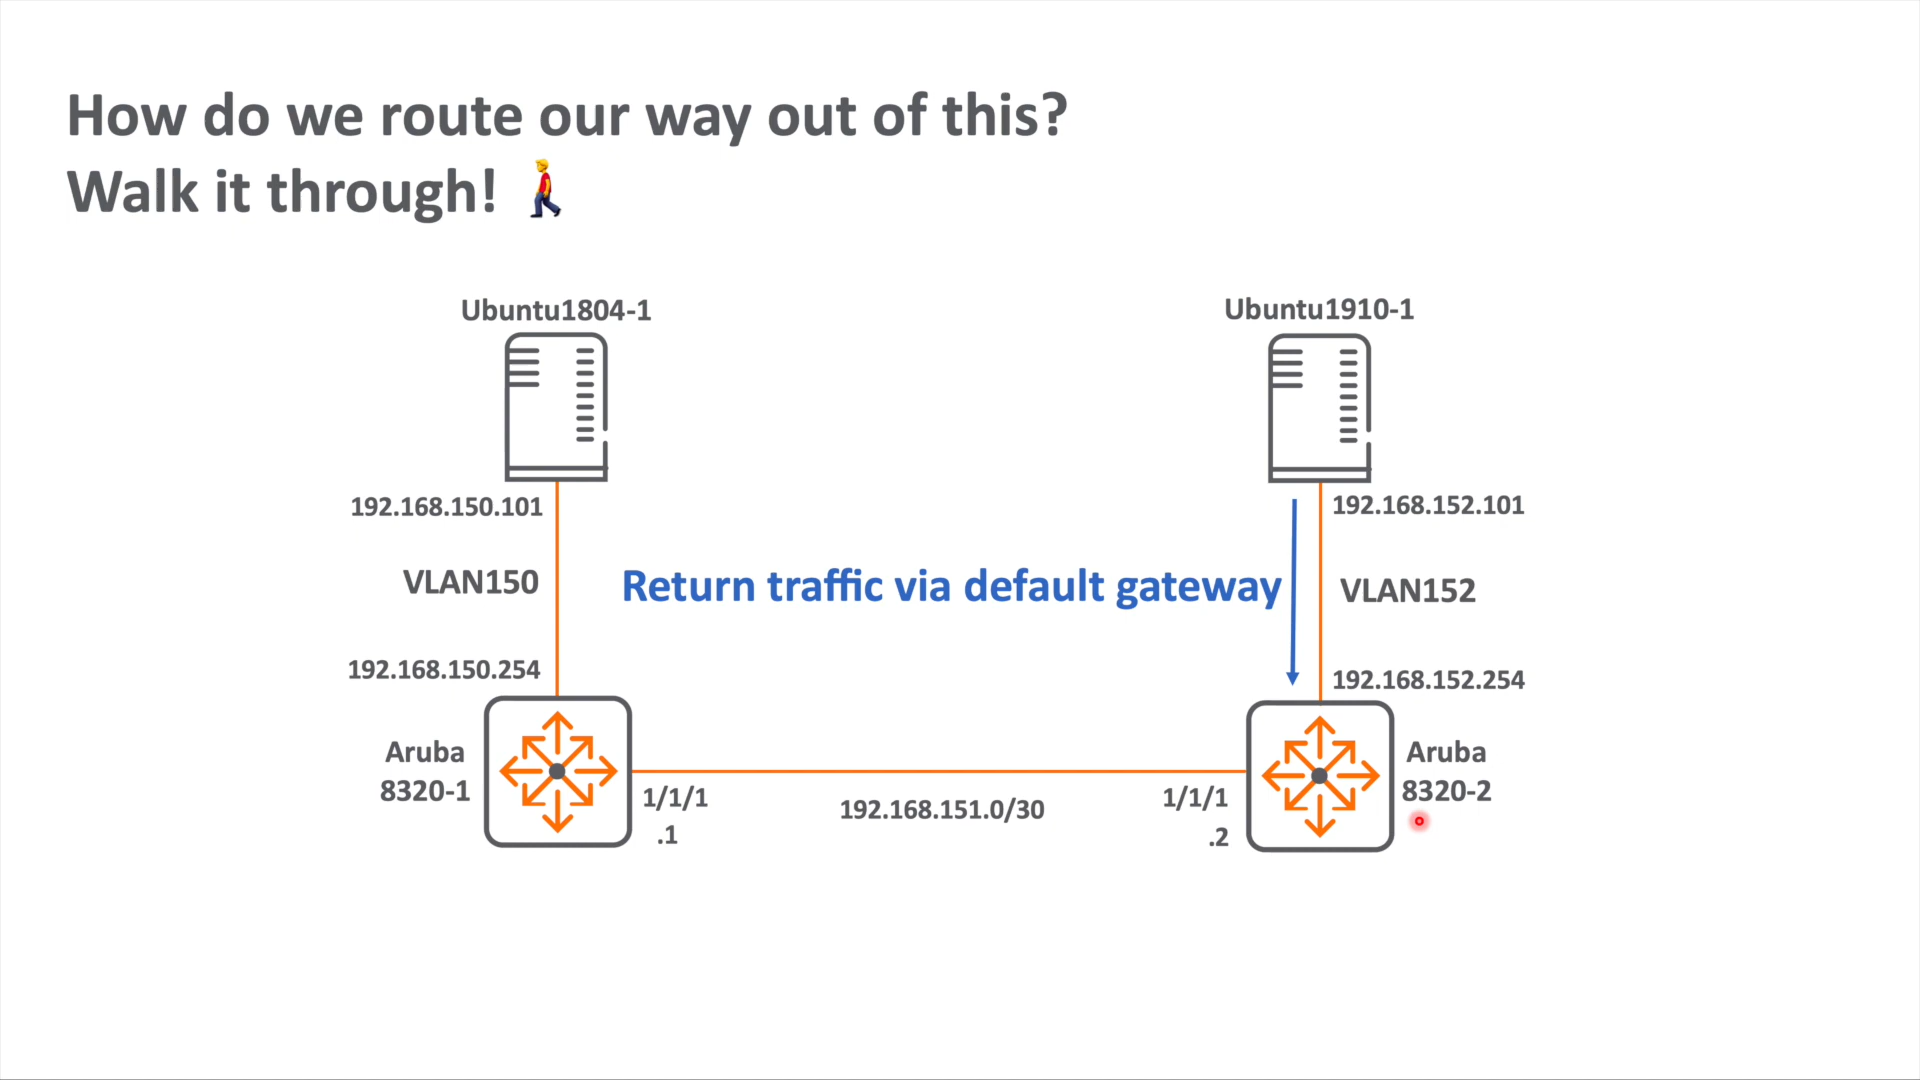 How do we route our way out of this?
Walk it through!
Ubuntu1804-1
Ubuntu1910-1
192.168.150.101
192.168.152.101
VLAN150
Return traffic via default gateway
VLAN152
192.168.150.254
192.168.152.254
Aruba
8320-1
1/1/1
.1
192.168.151.0/30
1/1/1
.2
Aruba
8320-2